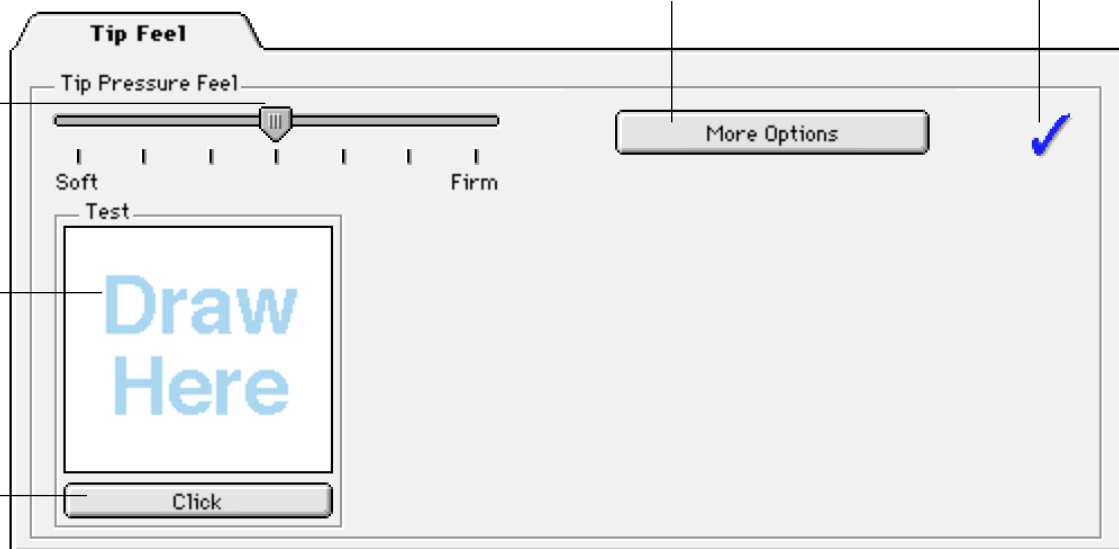 Tip Feel
Tip Pressure Feel
More Options
Soft
Firm
Test
Draw
Here
Click